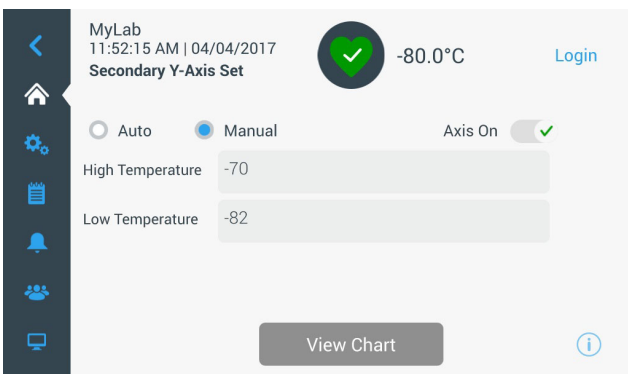 MyLab
11:52:15 AM | 04/04/2017
Secondary Y-Axis Set
-80.0°C
Login
Auto Manual Axis On
High Temperature -70
Low Temperature -82
View Chart
i